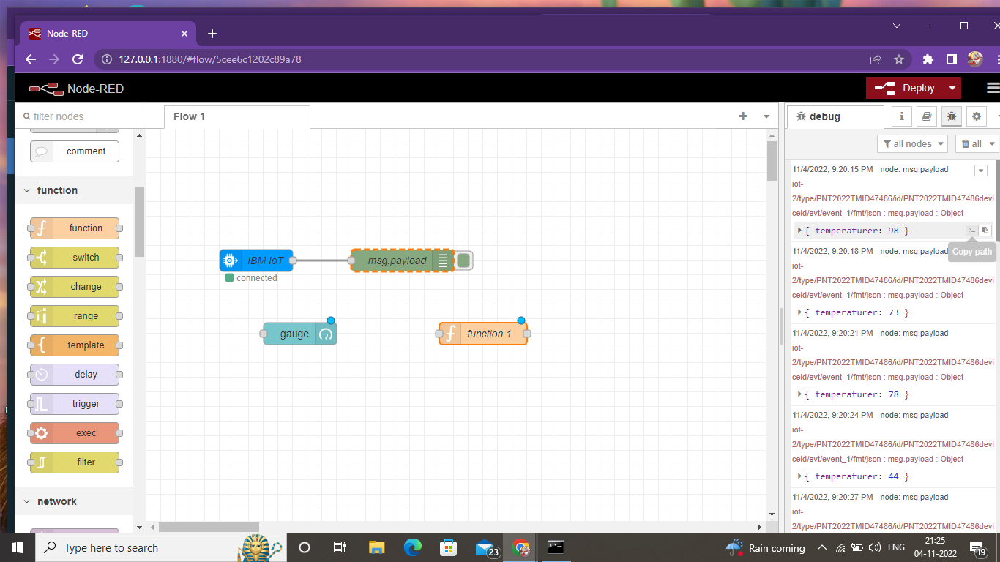 Node-RED
127.0.0.1:1880/#flow/5cee6c1202c89a78
Node-RED
Deploy
filter nodes
Flow 1
debug
all nodes
all
comment
function
function
switch
change
range
template
delay
trigger
exec
filter
network
IBM IoT
connected
msg.payload
gauge
function 1
11/4/2022, 9:20:15 PM node: msg.payload
iot-
2/type/PNT2022TMID47486/id/PNT2022TMID47486devi
ceid/evt/event_1/fmt/json : msg.payload : Object
{ temperaturer: 98 }
Copy path
11/4/2022, 9:20:18 PM node: msg.payload
iot-
2/type/PNT2022TMID47486/id/PNT2022TMID47486devi
ceid/evt/event_1/fmt/json : msg.payload : Object
{ temperaturer: 73 }
11/4/2022, 9:20:21 PM node: msg.payload
iot-
2/type/PNT2022TMID47486/id/PNT2022TMID47486devi
ceid/evt/event_1/fmt/json : msg.payload : Object
{ temperaturer: 78 }
11/4/2022, 9:20:24 PM node: msg.payload
iot-
2/type/PNT2022TMID47486/id/PNT2022TMID47486devi
ceid/evt/event_1/fmt/json : msg.payload : Object
{ temperaturer: 44 }
11/4/2022, 9:20:27 PM node: msg.payload
iot-
2/type/PNT2022TMID47486/id/PNT2022TMID47486devi
Type here to search
23
Rain coming
ENG
21:25
04-11-2022
19